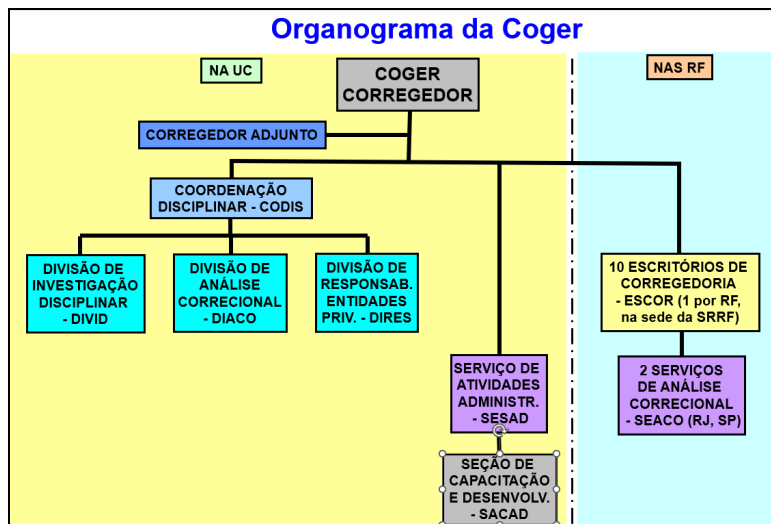 Organograma da Coger
NA UC
COGER
CORREGEDOR
NAS RF
CORREGEDOR ADJUNTO
COORDENAÇÃO
DISCIPLINAR - CODIS
DIVISÃO DE
INVESTIGAÇÃO
DISCIPLINAR
- DIVID
DIVISÃO DE
ANÁLISE
CORRECIONAL
- DIACO
DIVISÃO DE
RESPONSAB.
ENTIDADES
PRIV. - DIRES
10 ESCRITÓRIOS DE
CORREGEDORIA
- ESCOR (1 por RF,
na sede da SRRF)
SERVIÇO DE
ATIVIDADES
ADMINISTR.
- SESAD
2 SERVIÇOS
DE ANÁLISE
CORRECIONAL
- SEACO (RJ, SP)
SEÇÃO DE
CAPACITAÇÃO
E DESENVOLV.
- SACAD